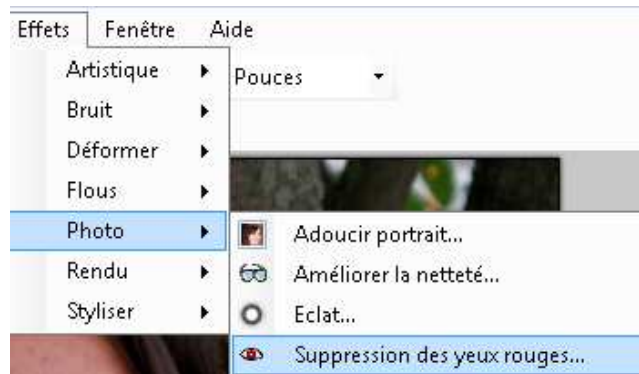 Effets Fenêtre Aide
Artistique Pouces
Bruit
Déformer
Flous
Photo
Adoucir portrait...
Rendu
Améliorer la netteté...
Styliser
Eclat...
Suppression des yeux rouges...